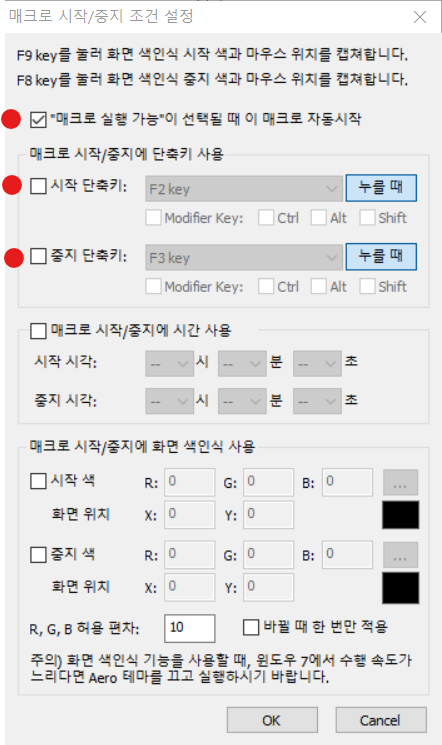 매크로 시작/중지 조건 설정
F9 key를 눌러 화면 색인식 시작 색과 마우스 위치를 캡쳐합니다.
F8 key를 눌러 화면 색인식 중지 색과 마우스 위치를 캡쳐합니다.
"매크로 실행 가능"이 선택될 때 이 매크로 자동시작
매크로 시작/중지에 단축키 사용
시작 단축키: F2 key 누를 때
Modifier Key: Ctrl Alt Shift
중지 단축키: F3 key 누를 때
Modifier Key: Ctrl Alt Shift
매크로 시작/중지에 시간 사용
시작 시각: -- 시 -- 분 -- 초
중지 시각: -- 시 -- 분 -- 초
매크로 시작/중지에 화면 색인식 사용
시작 색 R: 0 G: 0 B: 0 ...
화면 위치 X: 0 Y: 0
중지 색 R: 0 G: 0 B: 0 ...
화면 위치 X: 0 Y: 0
R, G, B 허용 편차: 10 바뀔 때 한 번만 적용
주의) 화면 색인식 기능을 사용할 때, 윈도우 7에서 수행 속도가
느리다면 Aero 테마를 끄고 실행하시기 바랍니다.
OK Cancel